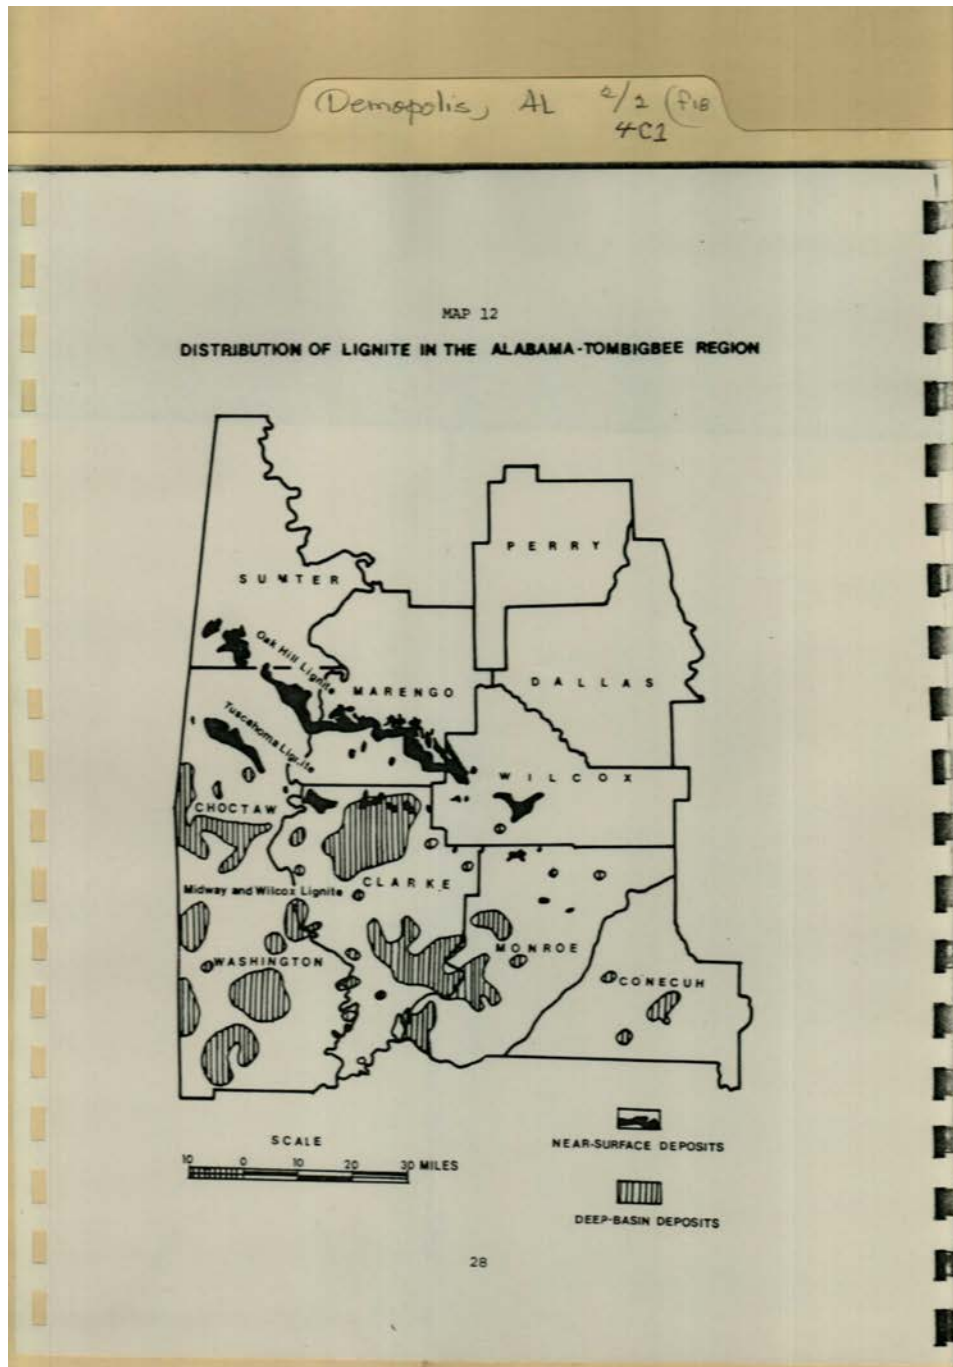 (Demopolis, AL 2/2 (F18
4C1
MAP 12
DISTRIBUTION OF LIGNITE IN THE ALABAMA-TOMBIGBEE REGION
PERRY
SUMTER
Oak Hill Lignite
DALLAS
MARENGO
Tuscahoma Lignite
WILCOX
CHOCTAW
CLARKE
Midway and Wilcox Lignite
MONROE
WASHINGTON
CONECUH
SCALE
10 0 10 20 30 MILES
NEAR-SURFACE DEPOSITS
DEEP-BASIN DEPOSITS
28